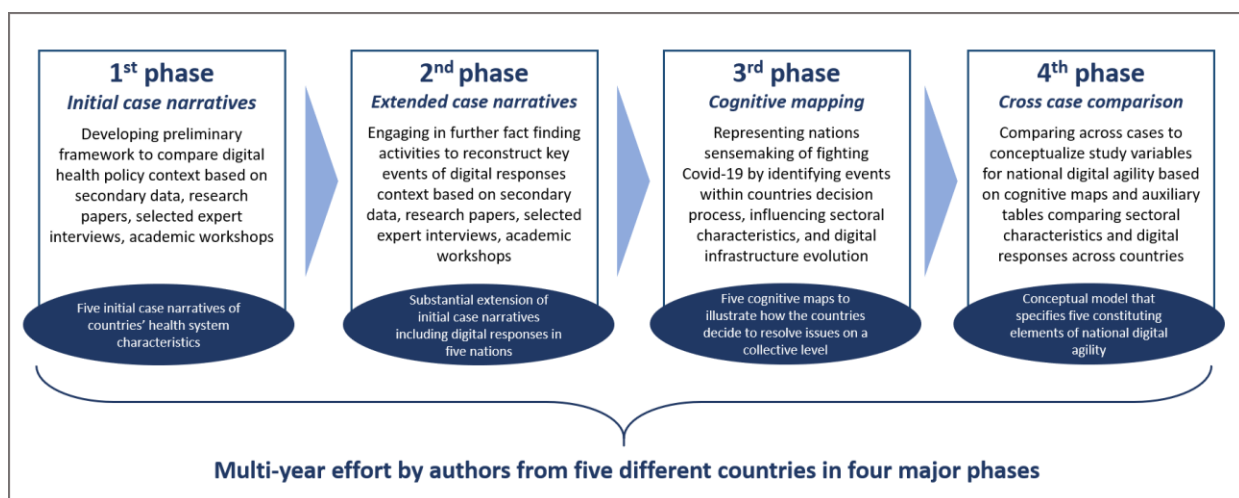 1st phase
Initial case narratives
Developing preliminary
framework to compare digital
health policy context based on
secondary data, research
papers, selected expert
interviews, academic workshops
Five initial case narratives of
countries' health system
characteristics
2nd phase
Extended case narratives
Engaging in further fact finding
activities to reconstruct key
events of digital responses
context based on secondary
data, research papers, selected
expert interviews, academic
workshops
Substantial extension of
initial case narratives
including digital responses in
five nations
3rd phase
Cognitive mapping
Representing nations
sensemaking of fighting
Covid-19 by identifying events
within countries decision
process, influencing sectoral
characteristics, and digital
infrastructure evolution
Five cognitive maps to
illustrate how the countries
decide to resolve issues on a
collective level
4th phase
Cross case comparison
Comparing across cases to
conceptualize study variables
for national digital agility based
on cognitive maps and auxiliary
tables comparing sectoral
characteristics and digital
responses across countries
Conceptual model that
specifies five constituting
elements of national digital
agility
Multi-year effort by authors from five different countries in four major phases